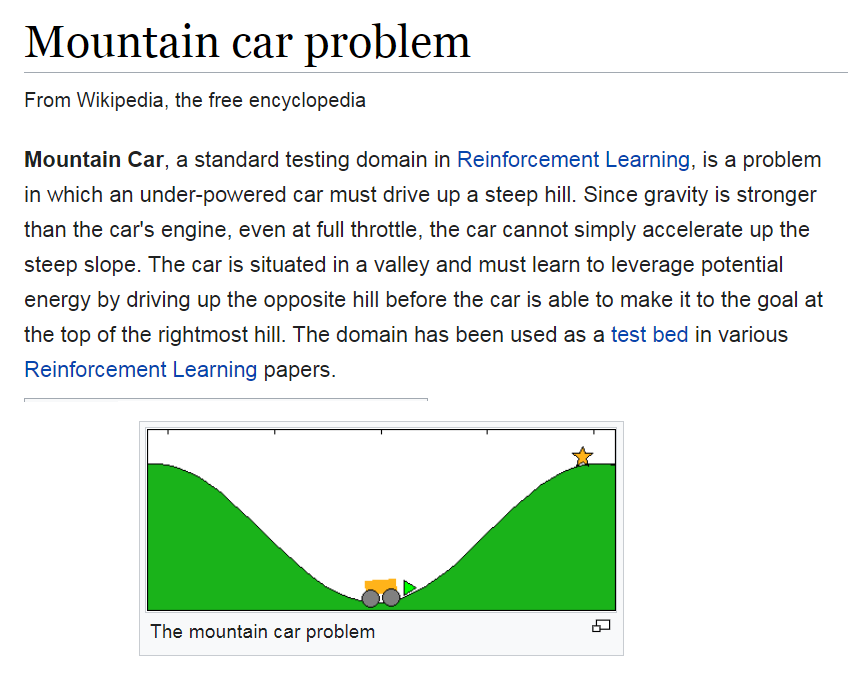 Mountain car problem
From Wikipedia, the free encyclopedia
Mountain Car, a standard testing domain in Reinforcement Learning, is a problem
in which an under-powered car must drive up a steep hill. Since gravity is stronger
than the car's engine, even at full throttle, the car cannot simply accelerate up the
steep slope. The car is situated in a valley and must learn to leverage potential
energy by driving up the opposite hill before the car is able to make it to the goal at
the top of the rightmost hill. The domain has been used as a test bed in various
Reinforcement Learning papers.
The mountain car problem